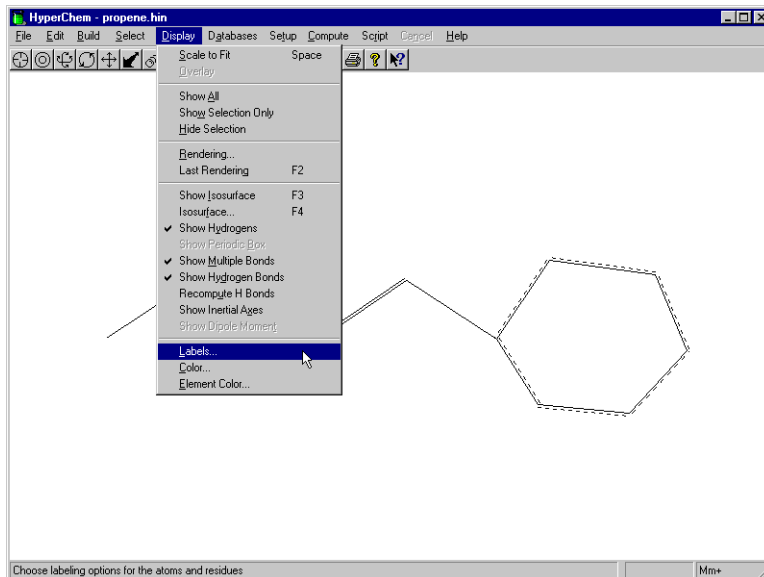 HyperChem - propene.hin
File Edit Build Select Display Databases Setup Compute Script Cancel Help
Scale to Fit Space
Overlay
Show All
Show Selection Only
Hide Selection
Rendering...
Last Rendering F2
Show Isosurface F3
Isosurface... F4
Show Hydrogens
Show Periodic Box
Show Multiple Bonds
Show Hydrogen Bonds
Recompute H Bonds
Show Inertial Axes
Show Dipole Moment
Labels...
Color...
Element Color...
Choose labeling options for the atoms and residues
Mm+